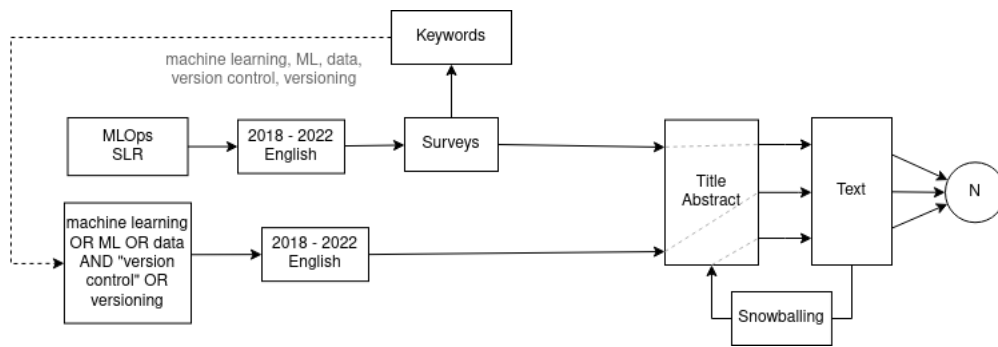 Keywords
machine learning, ML, data,
version control, versioning
MLOps
SLR
2018 - 2022
English
Surveys
Title
Abstract
Text
N
machine learning
OR ML OR data
AND "version
control" OR
versioning
2018 - 2022
English
Snowballing